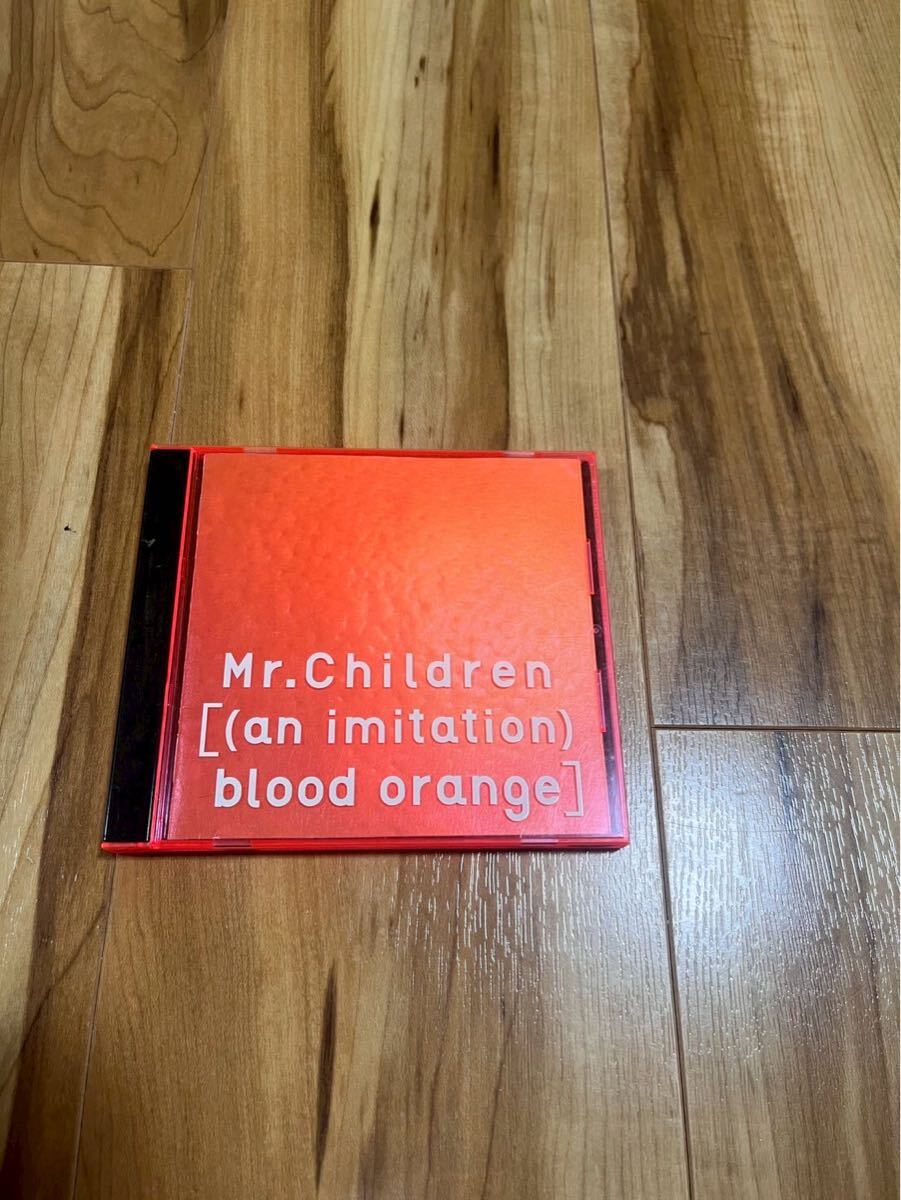 Mr.Children
[(an imitation)
blood orange]